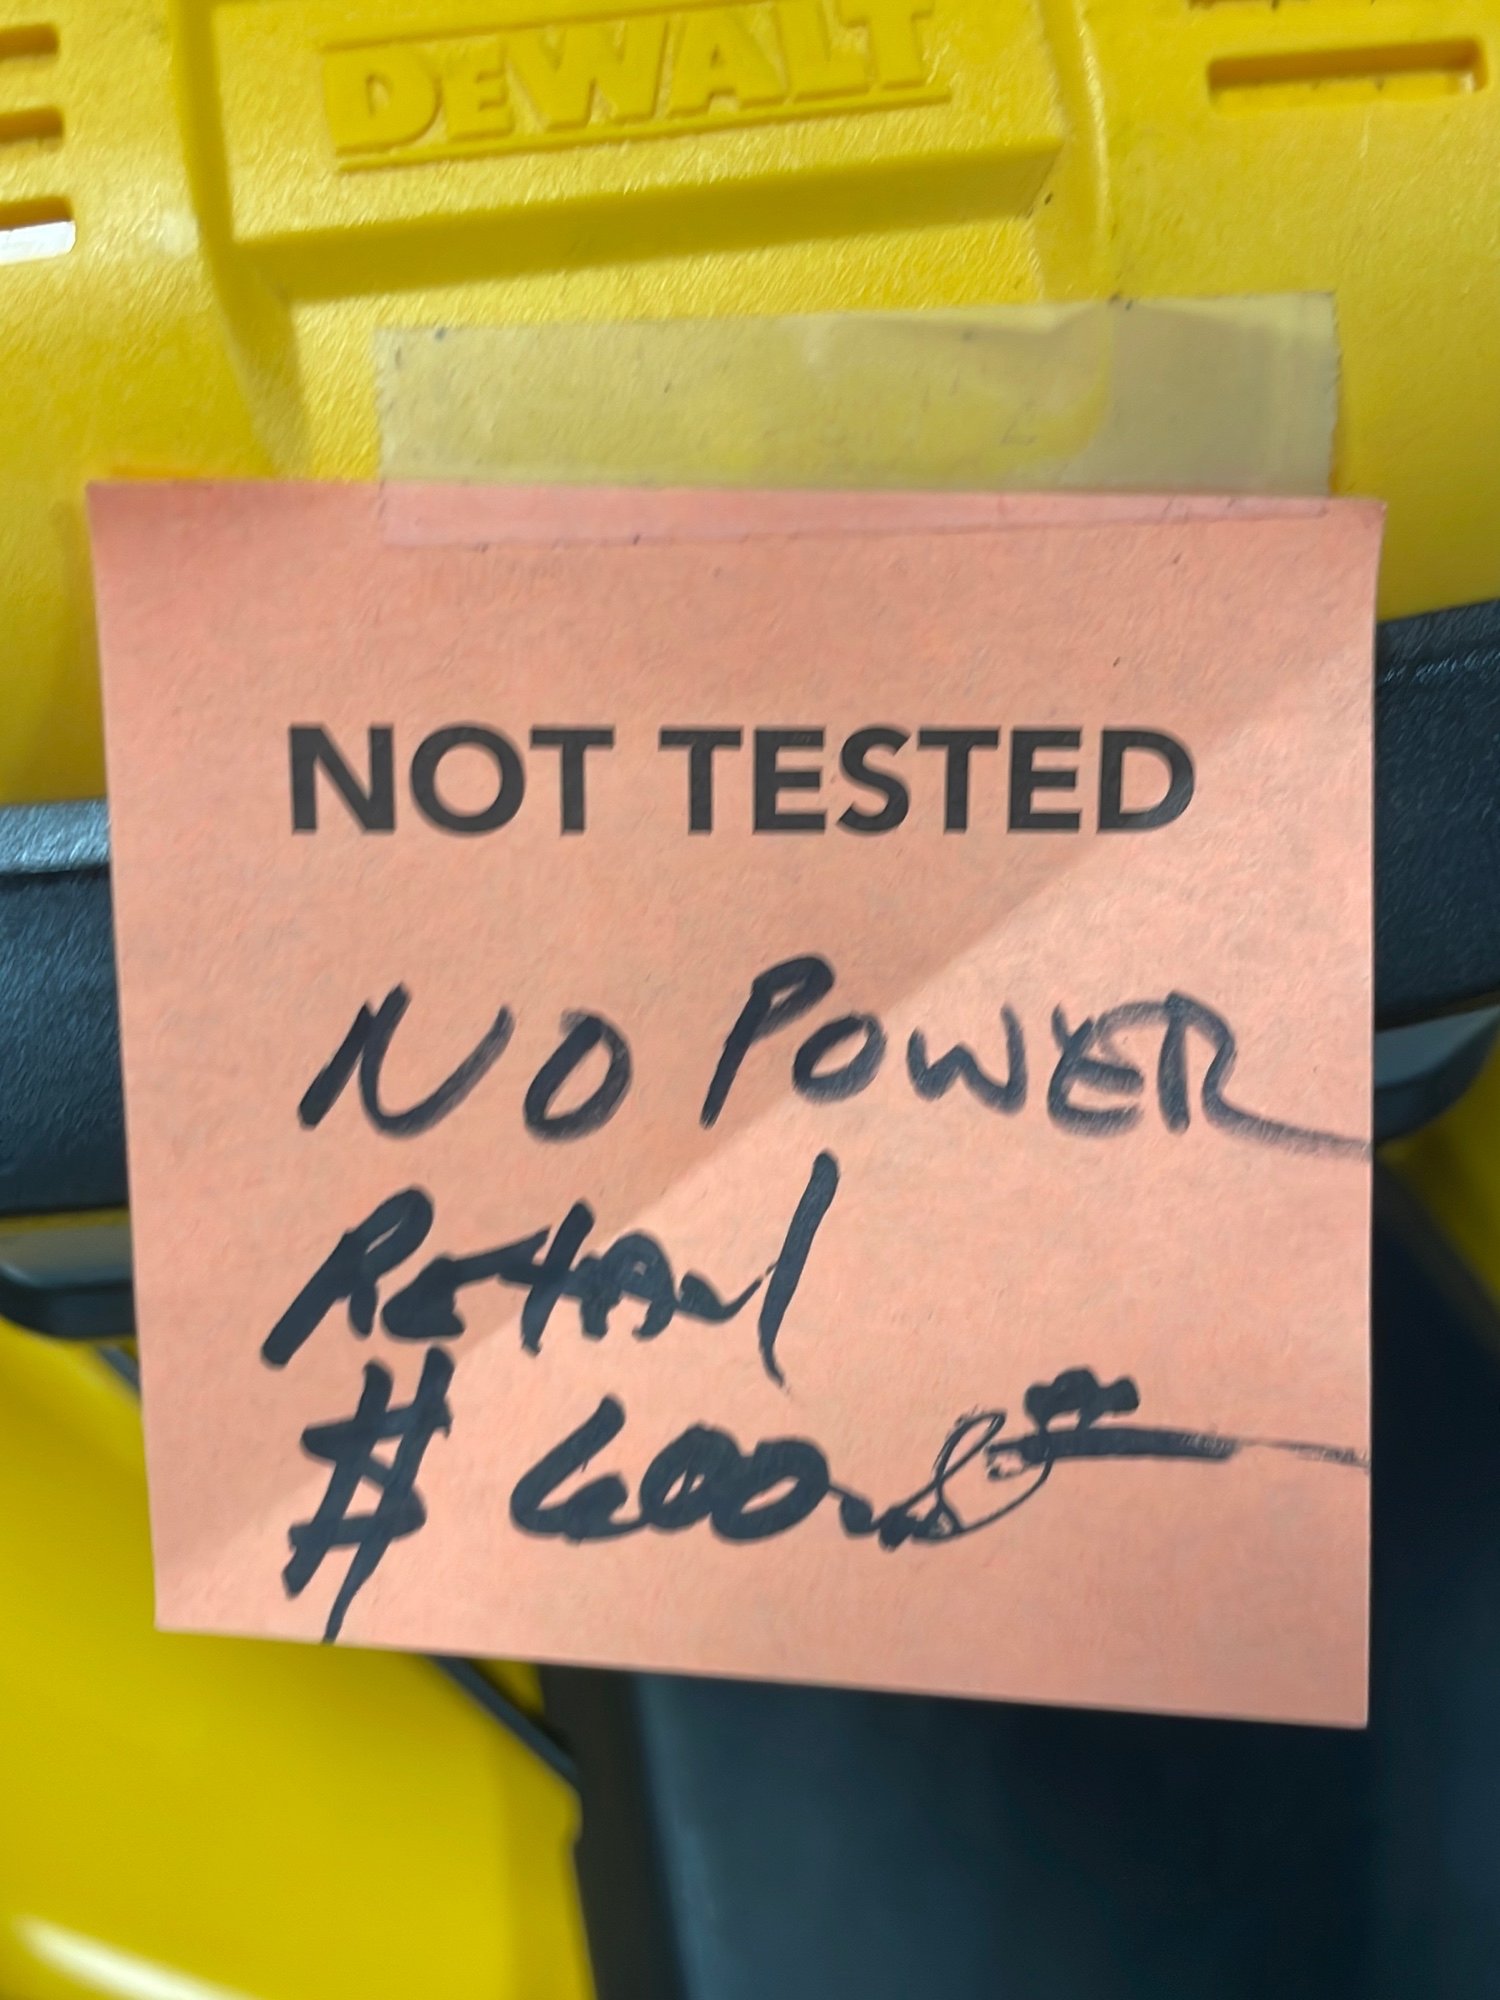 DEWALT
NOT TESTED
NO POWER
Retail
$ 600.00